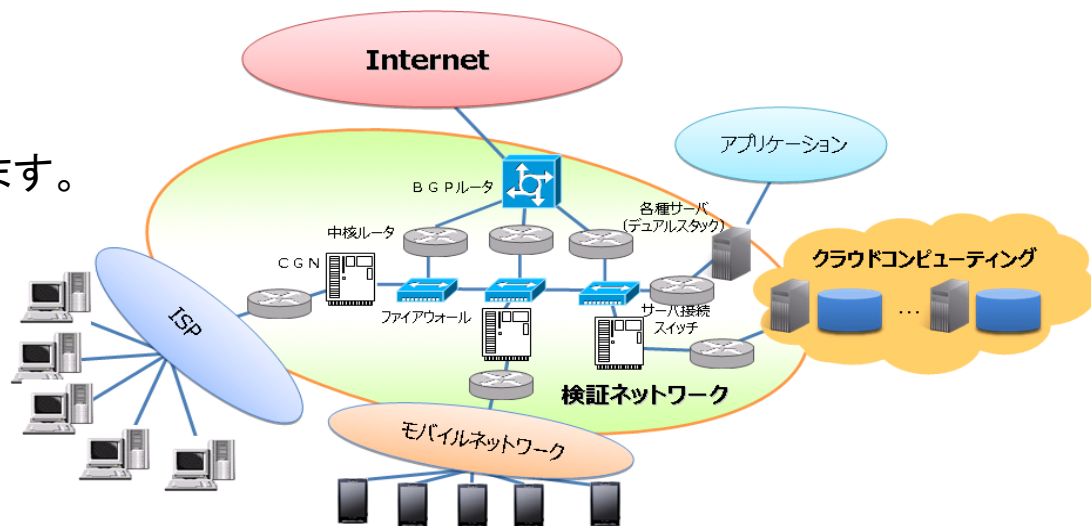 Internet
ます。
アプリケーション
ＢＧＰルータ
各種サーバ
(デュアルスタック)
中核ルータ
クラウドコンピューティング
ＣＧＮ
ISP
ファイアウォール
サーバ接続
スイッチ
…
検証ネットワーク
モバイルネットワーク